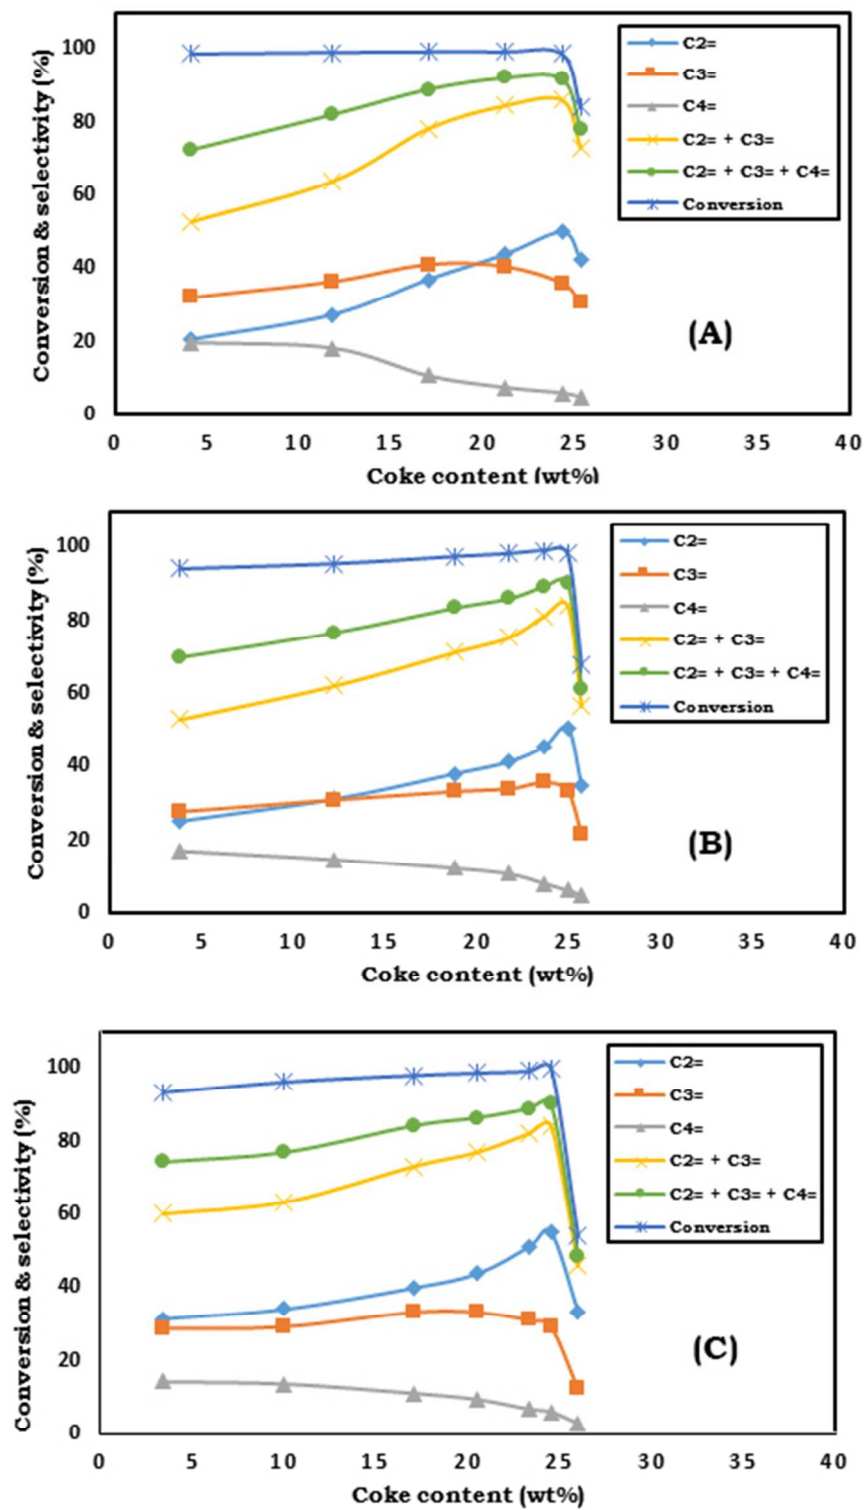 Conversion & selectivity (%)
100
80
60
40
20
0
C2=
C3=
C4=
C2= + C3=
C2= + C3= + C4=
Conversion
(A)
0 5 10 15 20 25 30 35 40
Coke content (wt%)
Conversion & selectivity (%)
100
80
60
40
20
0
C2=
C3=
C4=
C2= + C3=
C2= + C3= + C4=
Conversion
(B)
0 5 10 15 20 25 30 35 40
Coke content (wt%)
Conversion & selectivity (%)
100
80
60
40
20
0
C2=
C3=
C4=
C2= + C3=
C2= + C3= + C4=
Conversion
(C)
0 5 10 15 20 25 30 35 40
Coke content (wt%)